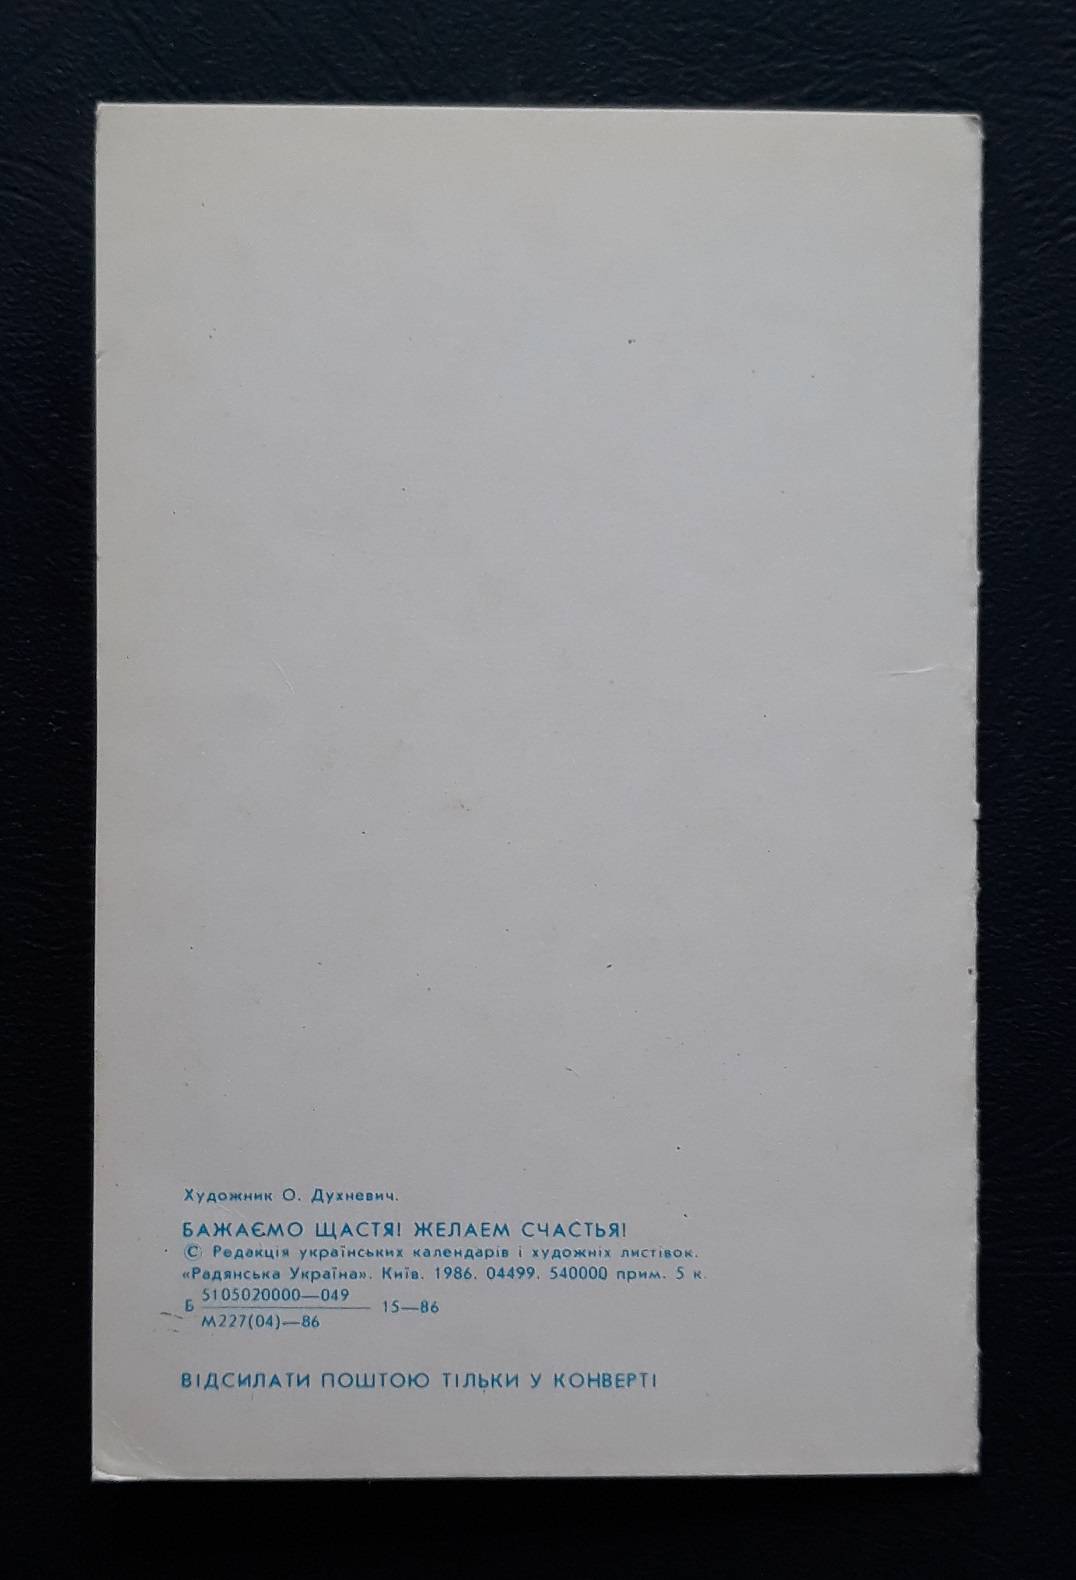 Художник О. Духневич.
БАЖАЄМО ЩАСТЯ! ЖЕЛАЕМ СЧАСТЬЯ!
© Редакція українських календарів і художніх листівок.
«Радянська Україна». Київ. 1986. 04499. 540000 прим. 5 к.
5105020000—049
Б 15—86
М227(04)—86
ВІДСИЛАТИ ПОШТОЮ ТІЛЬКИ У КОНВЕРТІ